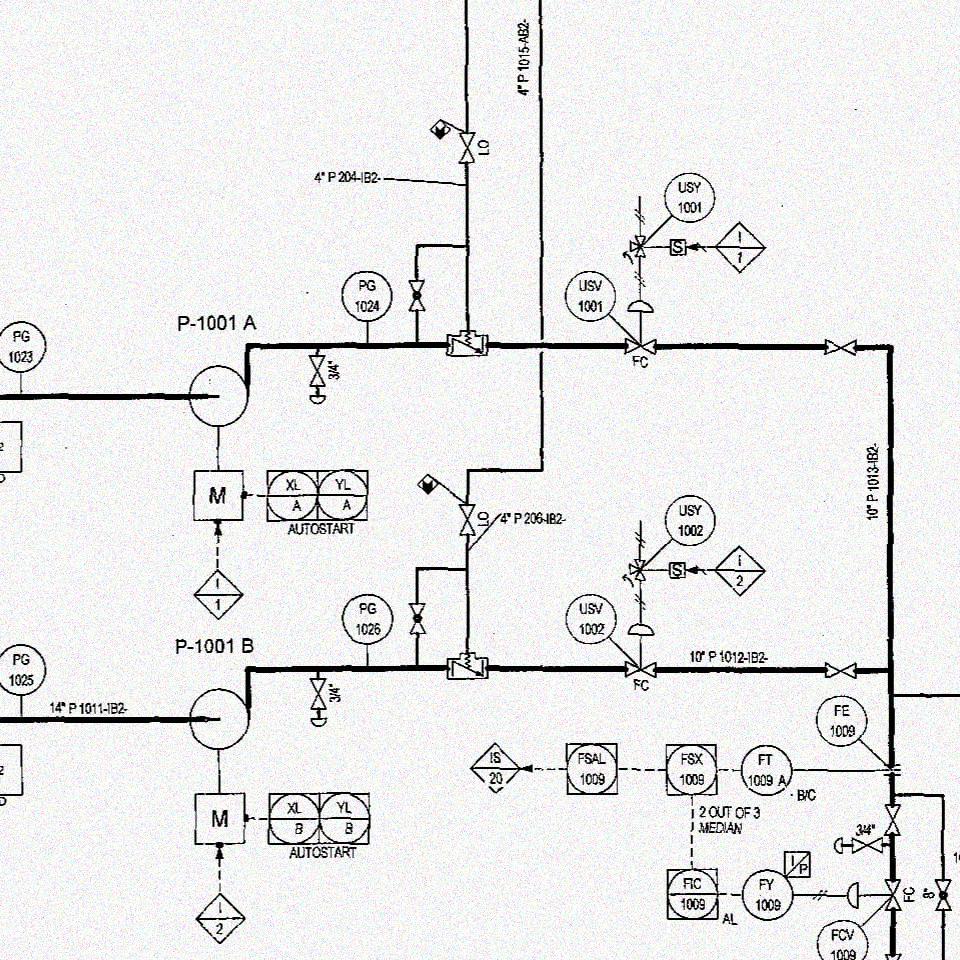 4" P 1015-AB2-
LO
4" P 204-IB2-
USY
1001
S
I
1
PG
1024
USV
1001
P-1001 A
PG
1023
3/4"
FC
10" P 1013-IB2-
M
XL
A
YL
A
AUTOSTART
LO
4" P 206-IB2-
USY
1002
S
I
2
I
1
PG
1026
USV
1002
P-1001 B
PG
1025
14" P 1011-IB2-
3/4"
FC
10" P 1012-IB2-
FE
1009
IS
20
FSAL
1009
FSX
1009
FT
1009 A
B/C
2 OUT OF 3
MEDIAN
M
XL
B
YL
B
AUTOSTART
3/4"
I/P
FIC
1009
AL
FY
1009
FC
8"
I
2
FCV
1009